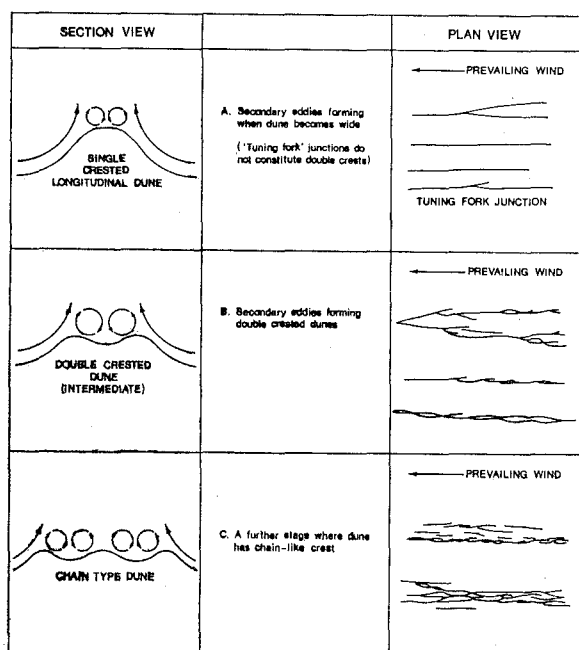 SECTION VIEW
PLAN VIEW
SINGLE
CRESTED
LONGITUDINAL DUNE
A. Secondary eddies forming
when dune becomes wide
('Tuning fork' junctions do
not constitute double crests)
PREVAILING WIND
TUNING FORK JUNCTION
DOUBLE CRESTED
DUNE
(INTERMEDIATE)
B. Secondary eddies forming
double crested dunes
PREVAILING WIND
CHAIN TYPE DUNE
C. A further stage where dune
has chain-like crest
PREVAILING WIND